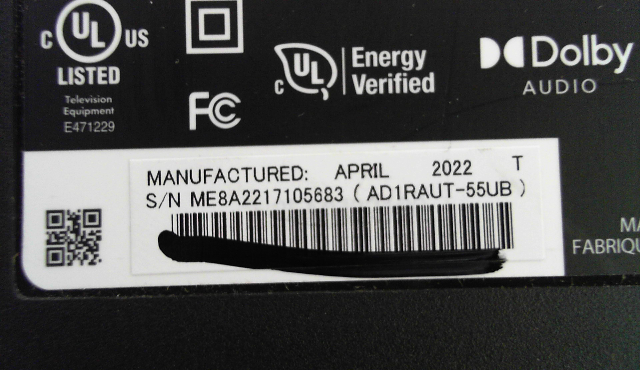 c UL US
LISTED
Television
Equipment
E471229
FC
c UL Energy
Verified
Dolby
AUDIO
MANUFACTURED: APRIL 2022 T
S/N ME8A2217105683 ( AD1RAUT-55UB )
MA
FABRIQU